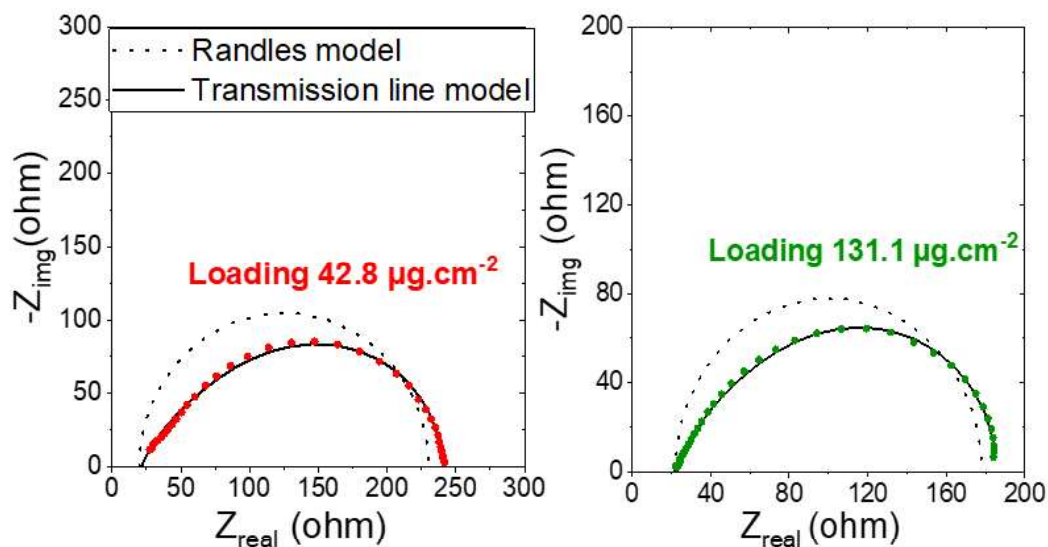 Randles model
Transmission line model
300
250
200
150
100
50
0
-Z_img(ohm)
Loading 42.8 µg.cm⁻²
0 50 100 150 200 250 300
Z_real (ohm)
200
160
120
80
40
0
-Z_img (ohm)
Loading 131.1 µg.cm⁻²
0 40 80 120 160 200
Z_real (ohm)